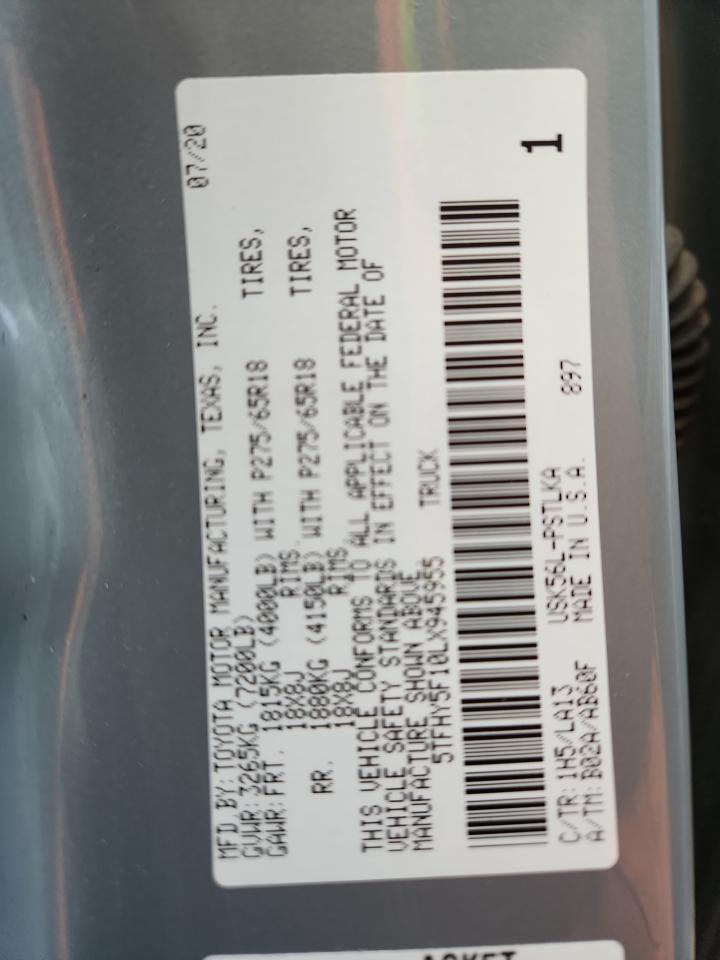 MFD BY: TOYOTA MOTOR MANUFACTURING, TEXAS, INC. 07/20
GVWR: 3265KG (7200LB)
GAWR: FRT. 1815KG (4000LB) WITH P275/65R18 TIRES,
18X8J RIMS,
RR. 1880KG (4150LB) WITH P275/65R18 TIRES,
18X8J RIMS,
THIS VEHICLE CONFORMS TO ALL APPLICABLE FEDERAL MOTOR
VEHICLE SAFETY STANDARDS IN EFFECT ON THE DATE OF
MANUFACTURE SHOWN ABOVE.
5TFHY5F10LX945955 TRUCK
1
C/TR: 1H5/LA13 USK56L-PSTLKA 897
A/TM: B02A/AB60F MADE IN U.S.A.